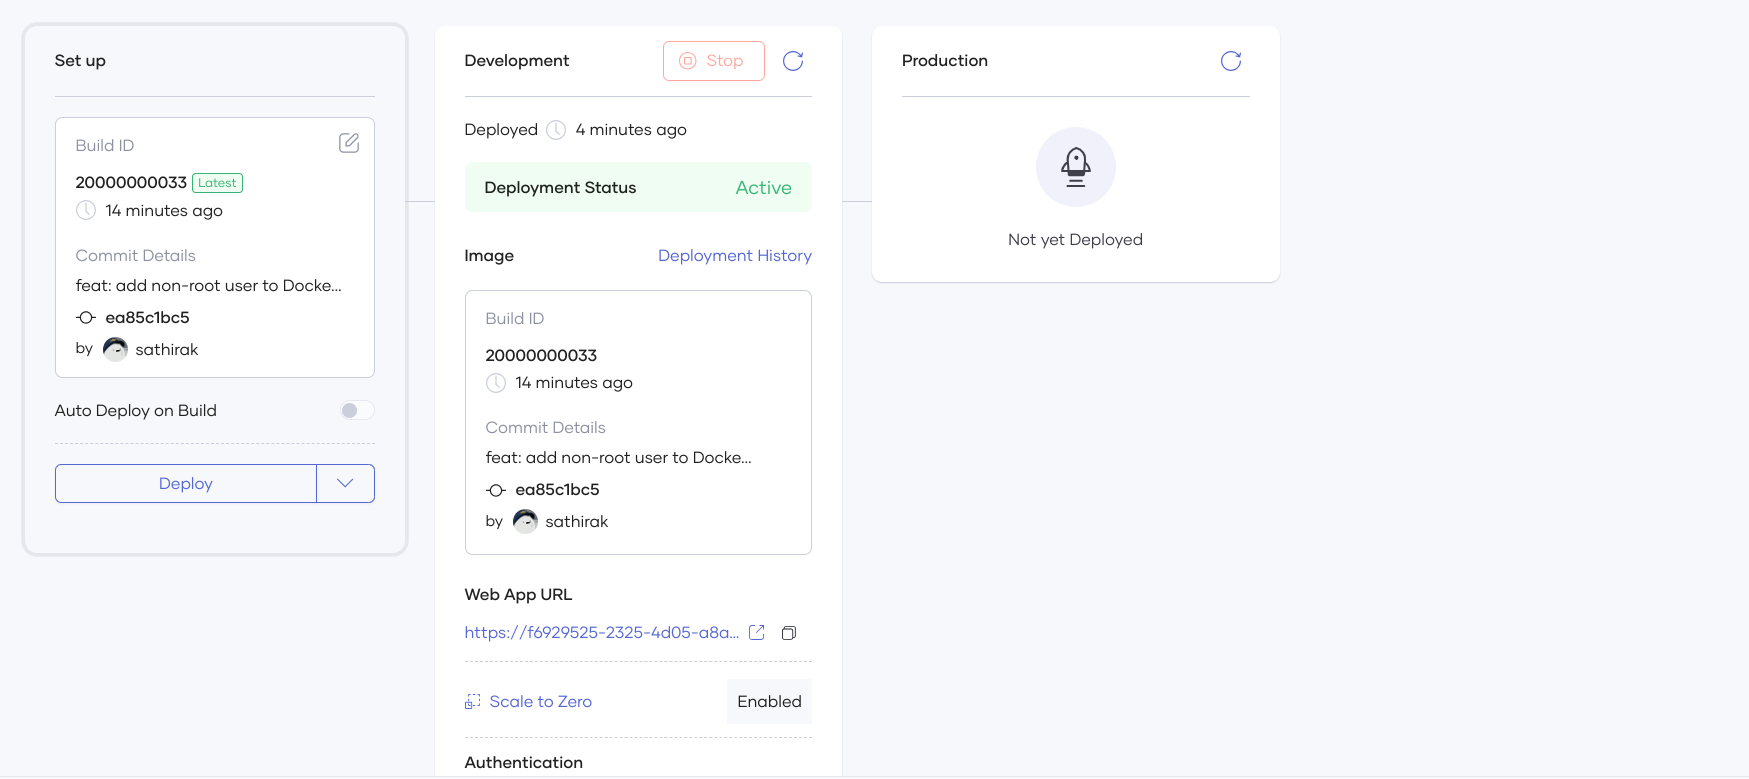 Set up
Build ID
20000000033 Latest
14 minutes ago
Commit Details
feat: add non-root user to Docke...
ea85c1bc5
by sathirak
Auto Deploy on Build
Deploy
Development
Stop
Deployed 4 minutes ago
Deployment Status Active
Image Deployment History
Build ID
20000000033
14 minutes ago
Commit Details
feat: add non-root user to Docke...
ea85c1bc5
by sathirak
Web App URL
https://f6929525-2325-4d05-a8a...
Scale to Zero Enabled
Authentication
Production
Not yet Deployed